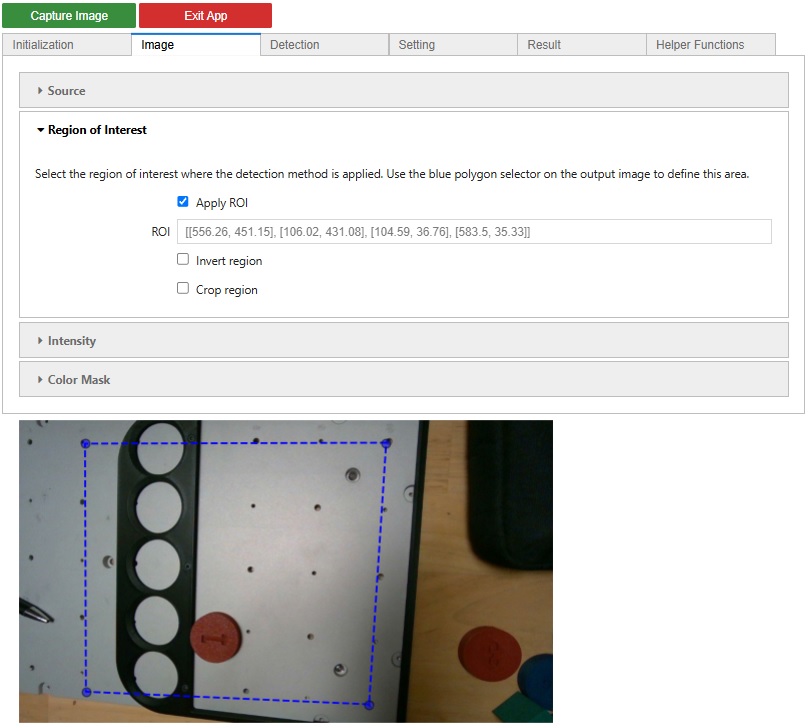 Capture Image Exit App
Initialization Image Detection Setting Result Helper Functions
Source
Region of Interest
Select the region of interest where the detection method is applied. Use the blue polygon selector on the output image to define this area.
Apply ROI
ROI [[556.26, 451.15], [106.02, 431.08], [104.59, 36.76], [583.5, 35.33]]
Invert region
Crop region
Intensity
Color Mask